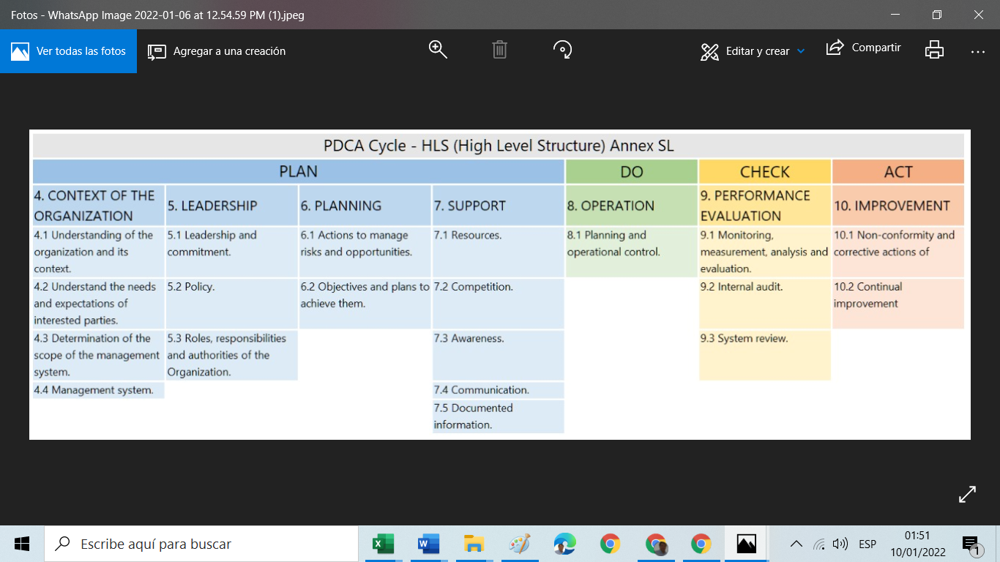 Fotos - WhatsApp Image 2022-01-06 at 12.54.59 PM (1).jpeg
Ver todas las fotos
Agregar a una creación
Editar y crear
Compartir
PDCA Cycle - HLS (High Level Structure) Annex SL
PLAN
DO
CHECK
ACT
4. CONTEXT OF THE
ORGANIZATION
5. LEADERSHIP
6. PLANNING
7. SUPPORT
8. OPERATION
9. PERFORMANCE
EVALUATION
10. IMPROVEMENT
4.1 Understanding of the
organization and its
context.
5.1 Leadership and
commitment.
6.1 Actions to manage
risks and opportunities.
7.1 Resources.
8.1 Planning and
operational control.
9.1 Monitoring,
measurement, analysis and
evaluation.
10.1 Non-conformity and
corrective actions of
4.2 Understand the needs
and expectations of
interested parties.
5.2 Policy.
6.2 Objectives and plans to
achieve them.
7.2 Competition.
9.2 Internal audit.
10.2 Continual
improvement
4.3 Determination of the
scope of the management
system.
5.3 Roles, responsibilities
and authorities of the
Organization.
7.3 Awareness.
9.3 System review.
4.4 Management system.
7.4 Communication.
7.5 Documented
information.
Escribe aquí para buscar
ESP
01:51
10/01/2022
1